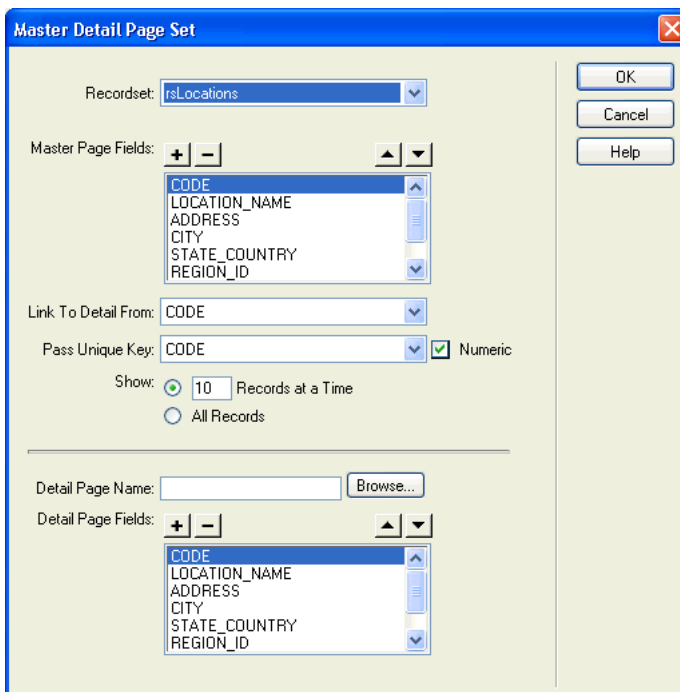 Master Detail Page Set
Recordset: rsLocations
OK
Cancel
Help
Master Page Fields:
CODE
LOCATION_NAME
ADDRESS
CITY
STATE_COUNTRY
REGION_ID
Link To Detail From: CODE
Pass Unique Key: CODE Numeric
Show: 10 Records at a Time
All Records
Detail Page Name: Browse...
Detail Page Fields:
CODE
LOCATION_NAME
ADDRESS
CITY
STATE_COUNTRY
REGION_ID